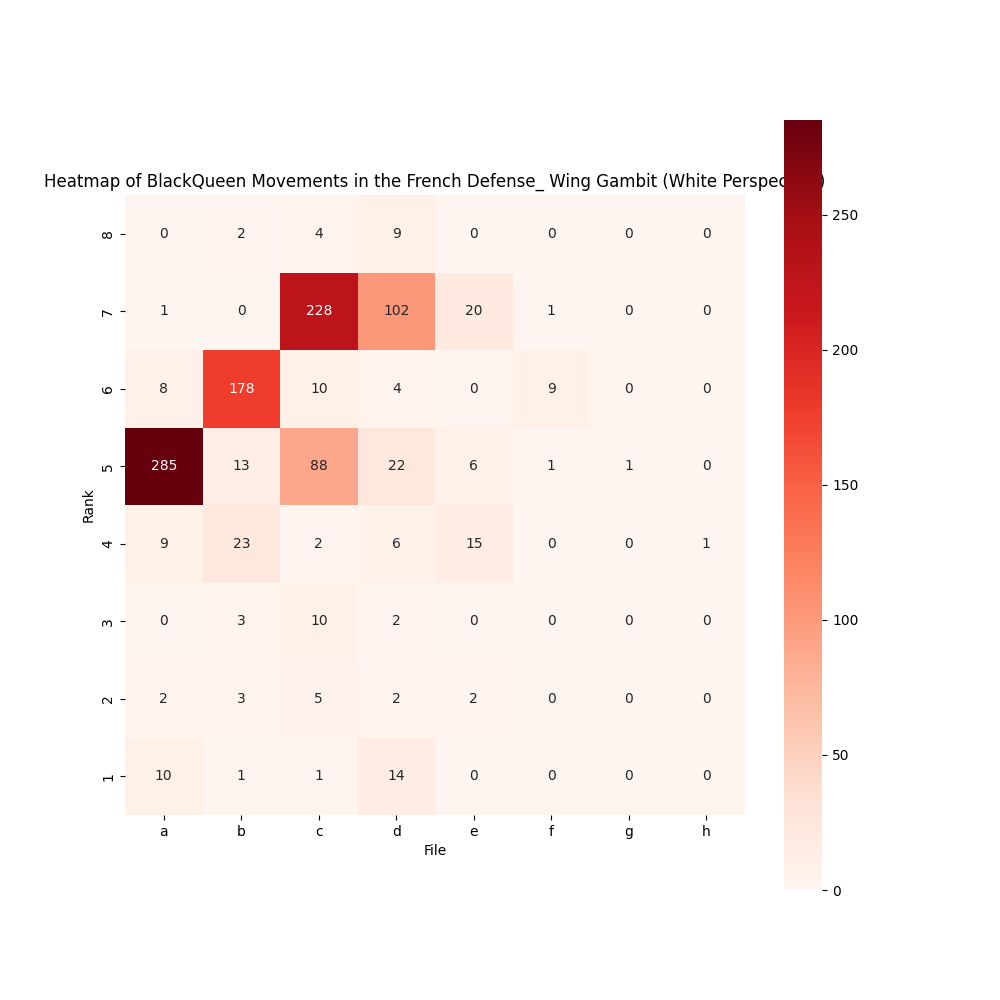 Heatmap of BlackQueen Movements in the French Defense_ Wing Gambit (White Perspec )
250
200
150
100
50
0
Rank
8 0 2 4 9 0 0 0 0
7 1 0 228 102 20 1 0 0
6 8 178 10 4 0 9 0 0
5 285 13 88 22 6 1 1 0
4 9 23 2 6 15 0 0 1
3 0 3 10 2 0 0 0 0
2 2 3 5 2 2 0 0 0
1 10 1 1 14 0 0 0 0
a b c d e f g h
File